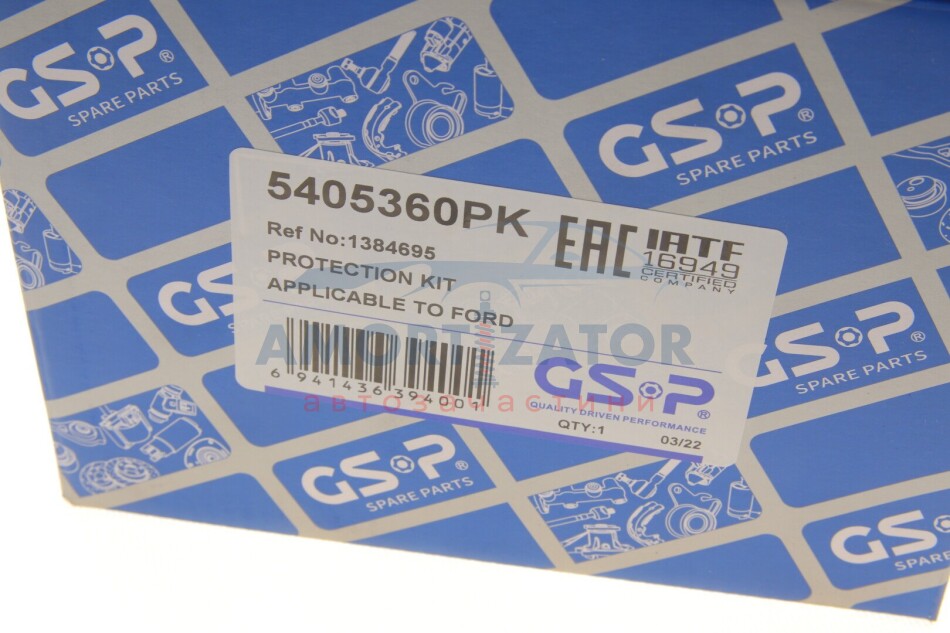 GSP®
SPARE PARTS
GSP®
SPARE PARTS
5405360PK
EAC
IATF
16949
CERTIFIED
COMPANY
Ref No:1384695
PROTECTION KIT
APPLICABLE TO FORD
AMORTIZATOR
автозапчастини
6 941436 394001
GSP®
QUALITY DRIVEN PERFORMANCE
QTY:1
03/22
GS
GSP®
SPARE PARTS
GSP®
SPARE PARTS
GSP
SPARE